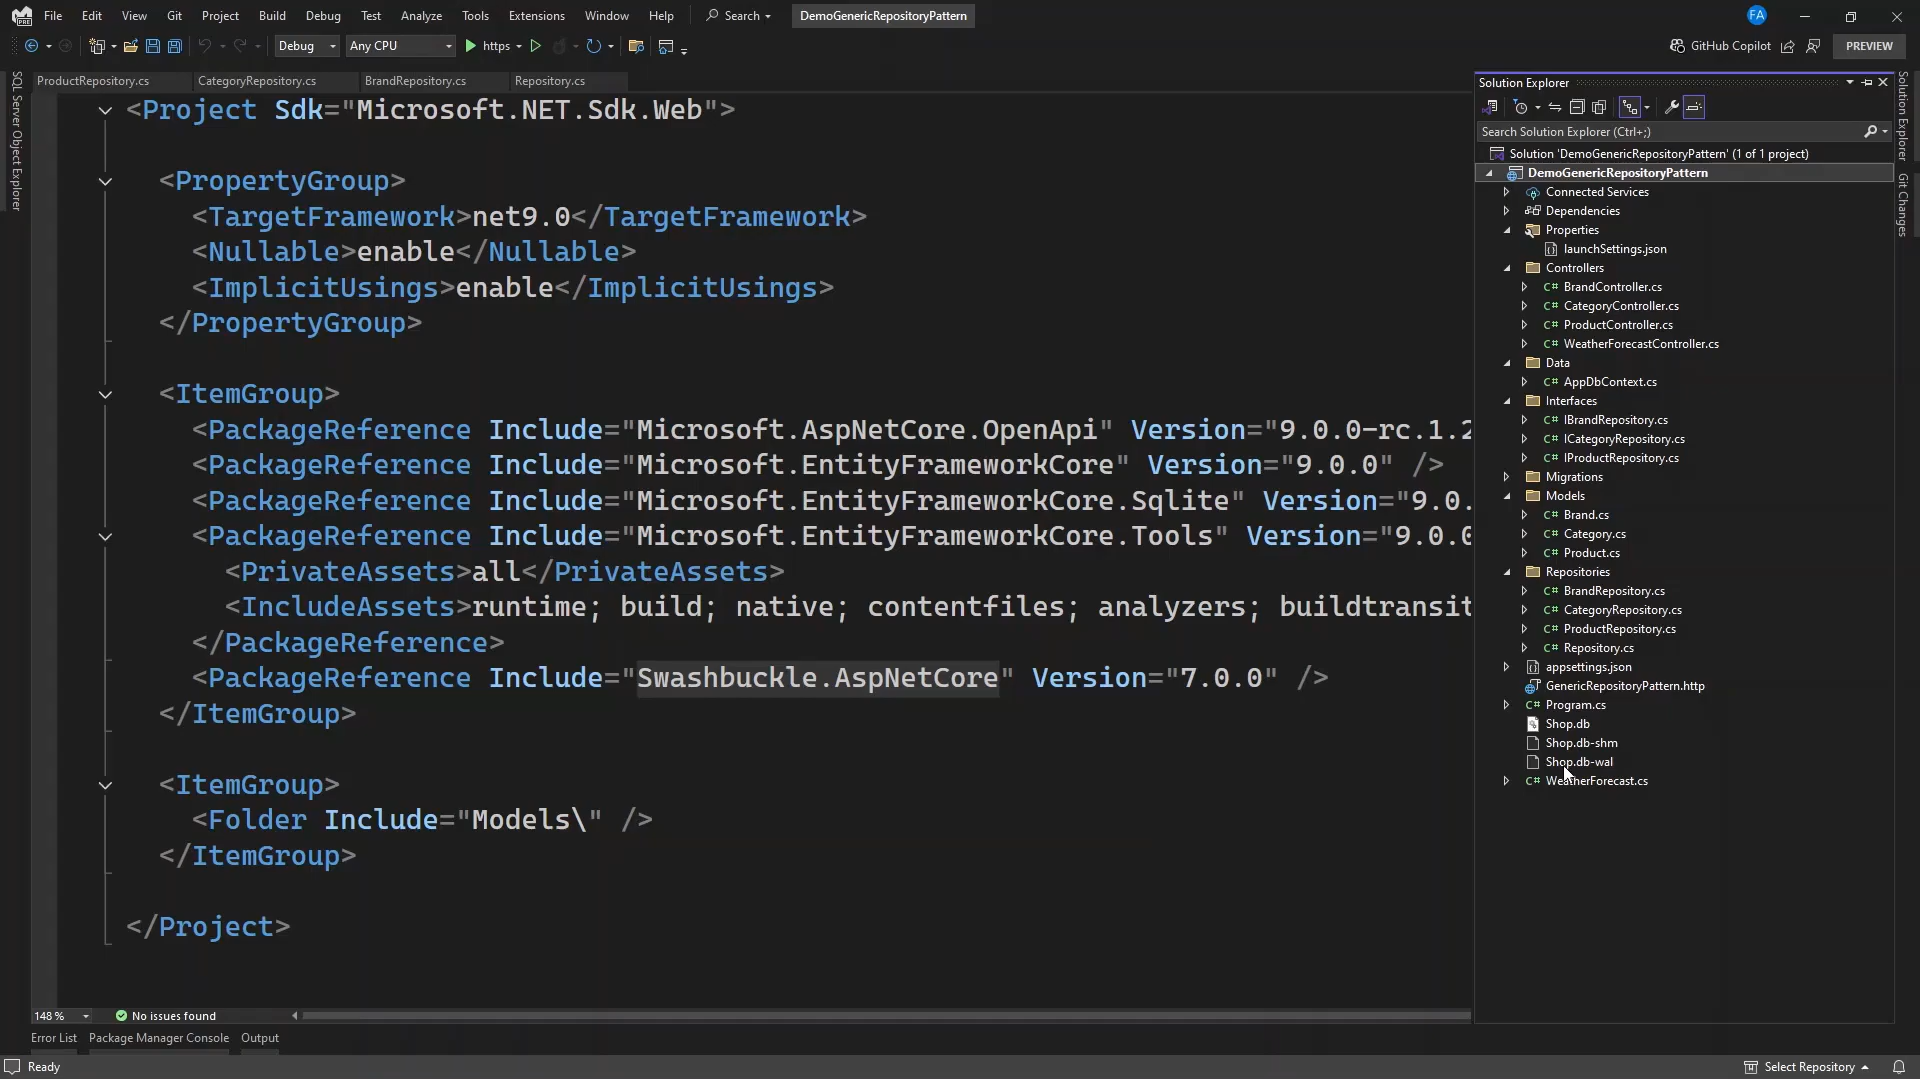 File Edit View Git Project Build Debug Test Analyze Tools Extensions Window Help Search DemoGenericRepositoryPattern FA
Debug Any CPU https GitHub Copilot PREVIEW
ProductRepository.cs CategoryRepository.cs BrandRepository.cs Repository.cs
SQL Server Object Explorer
<Project Sdk="Microsoft.NET.Sdk.Web">
<PropertyGroup>
<TargetFramework>net9.0</TargetFramework>
<Nullable>enable</Nullable>
<ImplicitUsings>enable</ImplicitUsings>
</PropertyGroup>
<ItemGroup>
<PackageReference Include="Microsoft.AspNetCore.OpenApi" Version="9.0.0-rc.1.2
<PackageReference Include="Microsoft.EntityFrameworkCore" Version="9.0.0" />
<PackageReference Include="Microsoft.EntityFrameworkCore.Sqlite" Version="9.0.
<PackageReference Include="Microsoft.EntityFrameworkCore.Tools" Version="9.0.0
<PrivateAssets>all</PrivateAssets>
<IncludeAssets>runtime; build; native; contentfiles; analyzers; buildtransit
</PackageReference>
<PackageReference Include="Swashbuckle.AspNetCore" Version="7.0.0" />
</ItemGroup>
<ItemGroup>
<Folder Include="Models\" />
</ItemGroup>
</Project>
148 % No issues found
Error List Package Manager Console Output
Ready
Solution Explorer
Search Solution Explorer (Ctrl+;)
Solution 'DemoGenericRepositoryPattern' (1 of 1 project)
DemoGenericRepositoryPattern
Connected Services
Dependencies
Properties
launchSettings.json
Controllers
C# BrandController.cs
C# CategoryController.cs
C# ProductController.cs
C# WeatherForecastController.cs
Data
C# AppDbContext.cs
Interfaces
C# IBrandRepository.cs
C# ICategoryRepository.cs
C# IProductRepository.cs
Migrations
Models
C# Brand.cs
C# Category.cs
C# Product.cs
Repositories
C# BrandRepository.cs
C# CategoryRepository.cs
C# ProductRepository.cs
C# Repository.cs
appsettings.json
GenericRepositoryPattern.http
C# Program.cs
Shop.db
Shop.db-shm
Shop.db-wal
C# WeatherForecast.cs
Solution Explorer
Git Changes
Select Repository